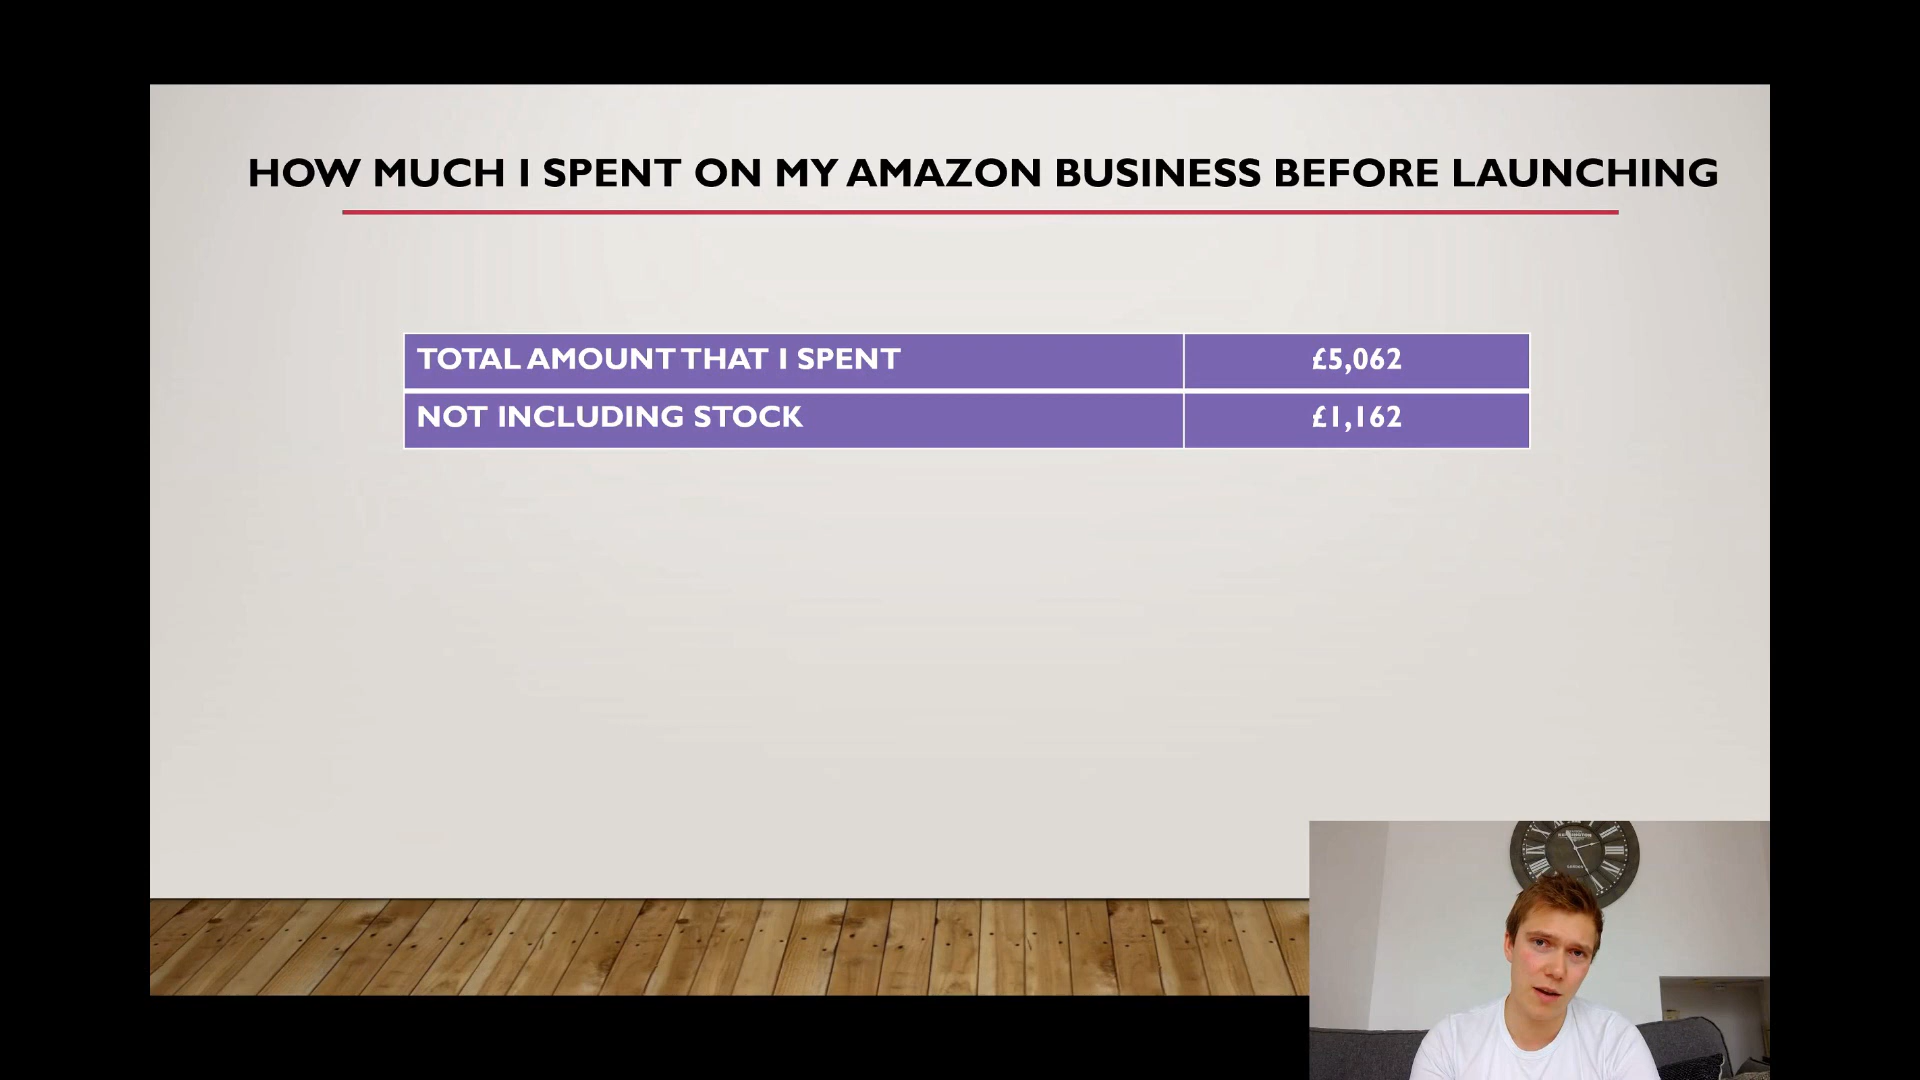 HOW MUCH I SPENT ON MY AMAZON BUSINESS BEFORE LAUNCHING
TOTAL AMOUNT THAT I SPENT £5,062
NOT INCLUDING STOCK £1,162